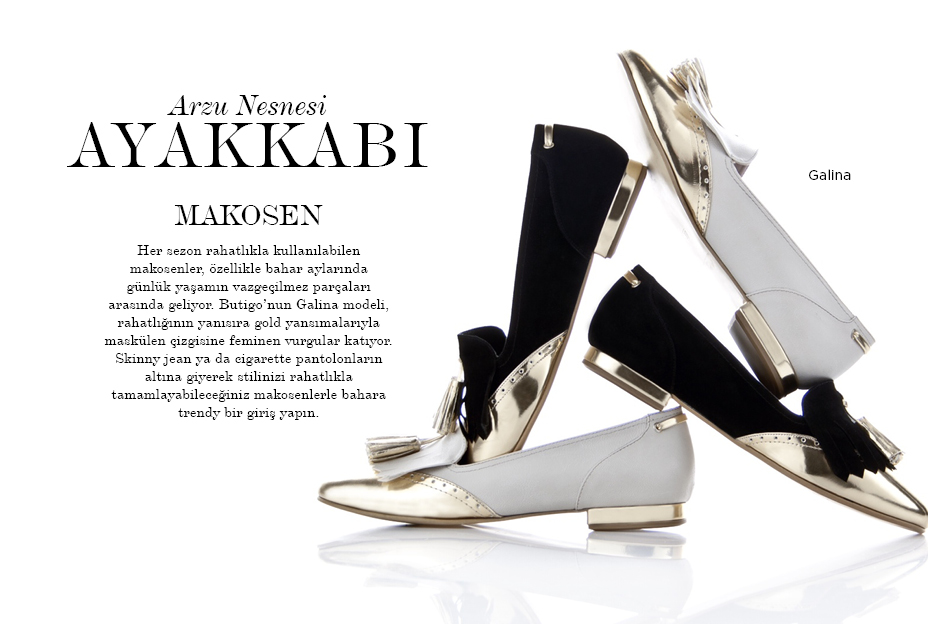 Arzu Nesnesi
AYAKKABI
MAKOSEN
Her sezon rahatlıkla kullanılabilen
makosenler, özellikle bahar aylarında
günlük yaşamın vazgeçilmez parçaları
arasında geliyor. Butigo'nun Galina modeli,
rahatlığının yanısıra gold yansımalarıyla
maskülen çizgisine feminen vurgular katıyor.
Skinny jean ya da cigarette pantolonların
altına giyerek stilinizi rahatlıkla
tamamlayabileceğiniz makosenlerle bahara
trendy bir giriş yapın.
Galina